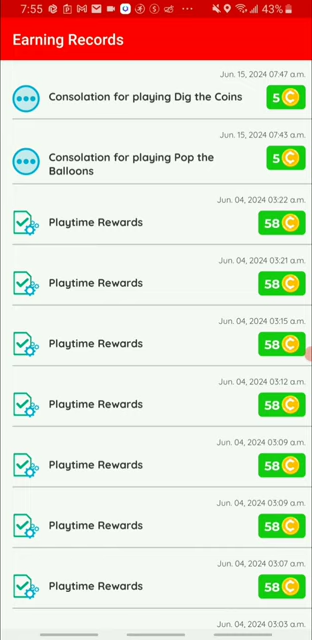 7:55
43%
Earning Records
Jun. 15, 2024 07:47 a.m.
Consolation for playing Dig the Coins
5 C
Jun. 15, 2024 07:43 a.m.
Consolation for playing Pop the
Balloons
5 C
Jun. 04, 2024 03:22 a.m.
Playtime Rewards
58 C
Jun. 04, 2024 03:21 a.m.
Playtime Rewards
58 C
Jun. 04, 2024 03:15 a.m.
Playtime Rewards
58 C
Jun. 04, 2024 03:12 a.m.
Playtime Rewards
58 C
Jun. 04, 2024 03:09 a.m.
Playtime Rewards
58 C
Jun. 04, 2024 03:09 a.m.
Playtime Rewards
58 C
Jun. 04, 2024 03:07 a.m.
Playtime Rewards
58 C
Jun. 04, 2024 03:03 a.m.